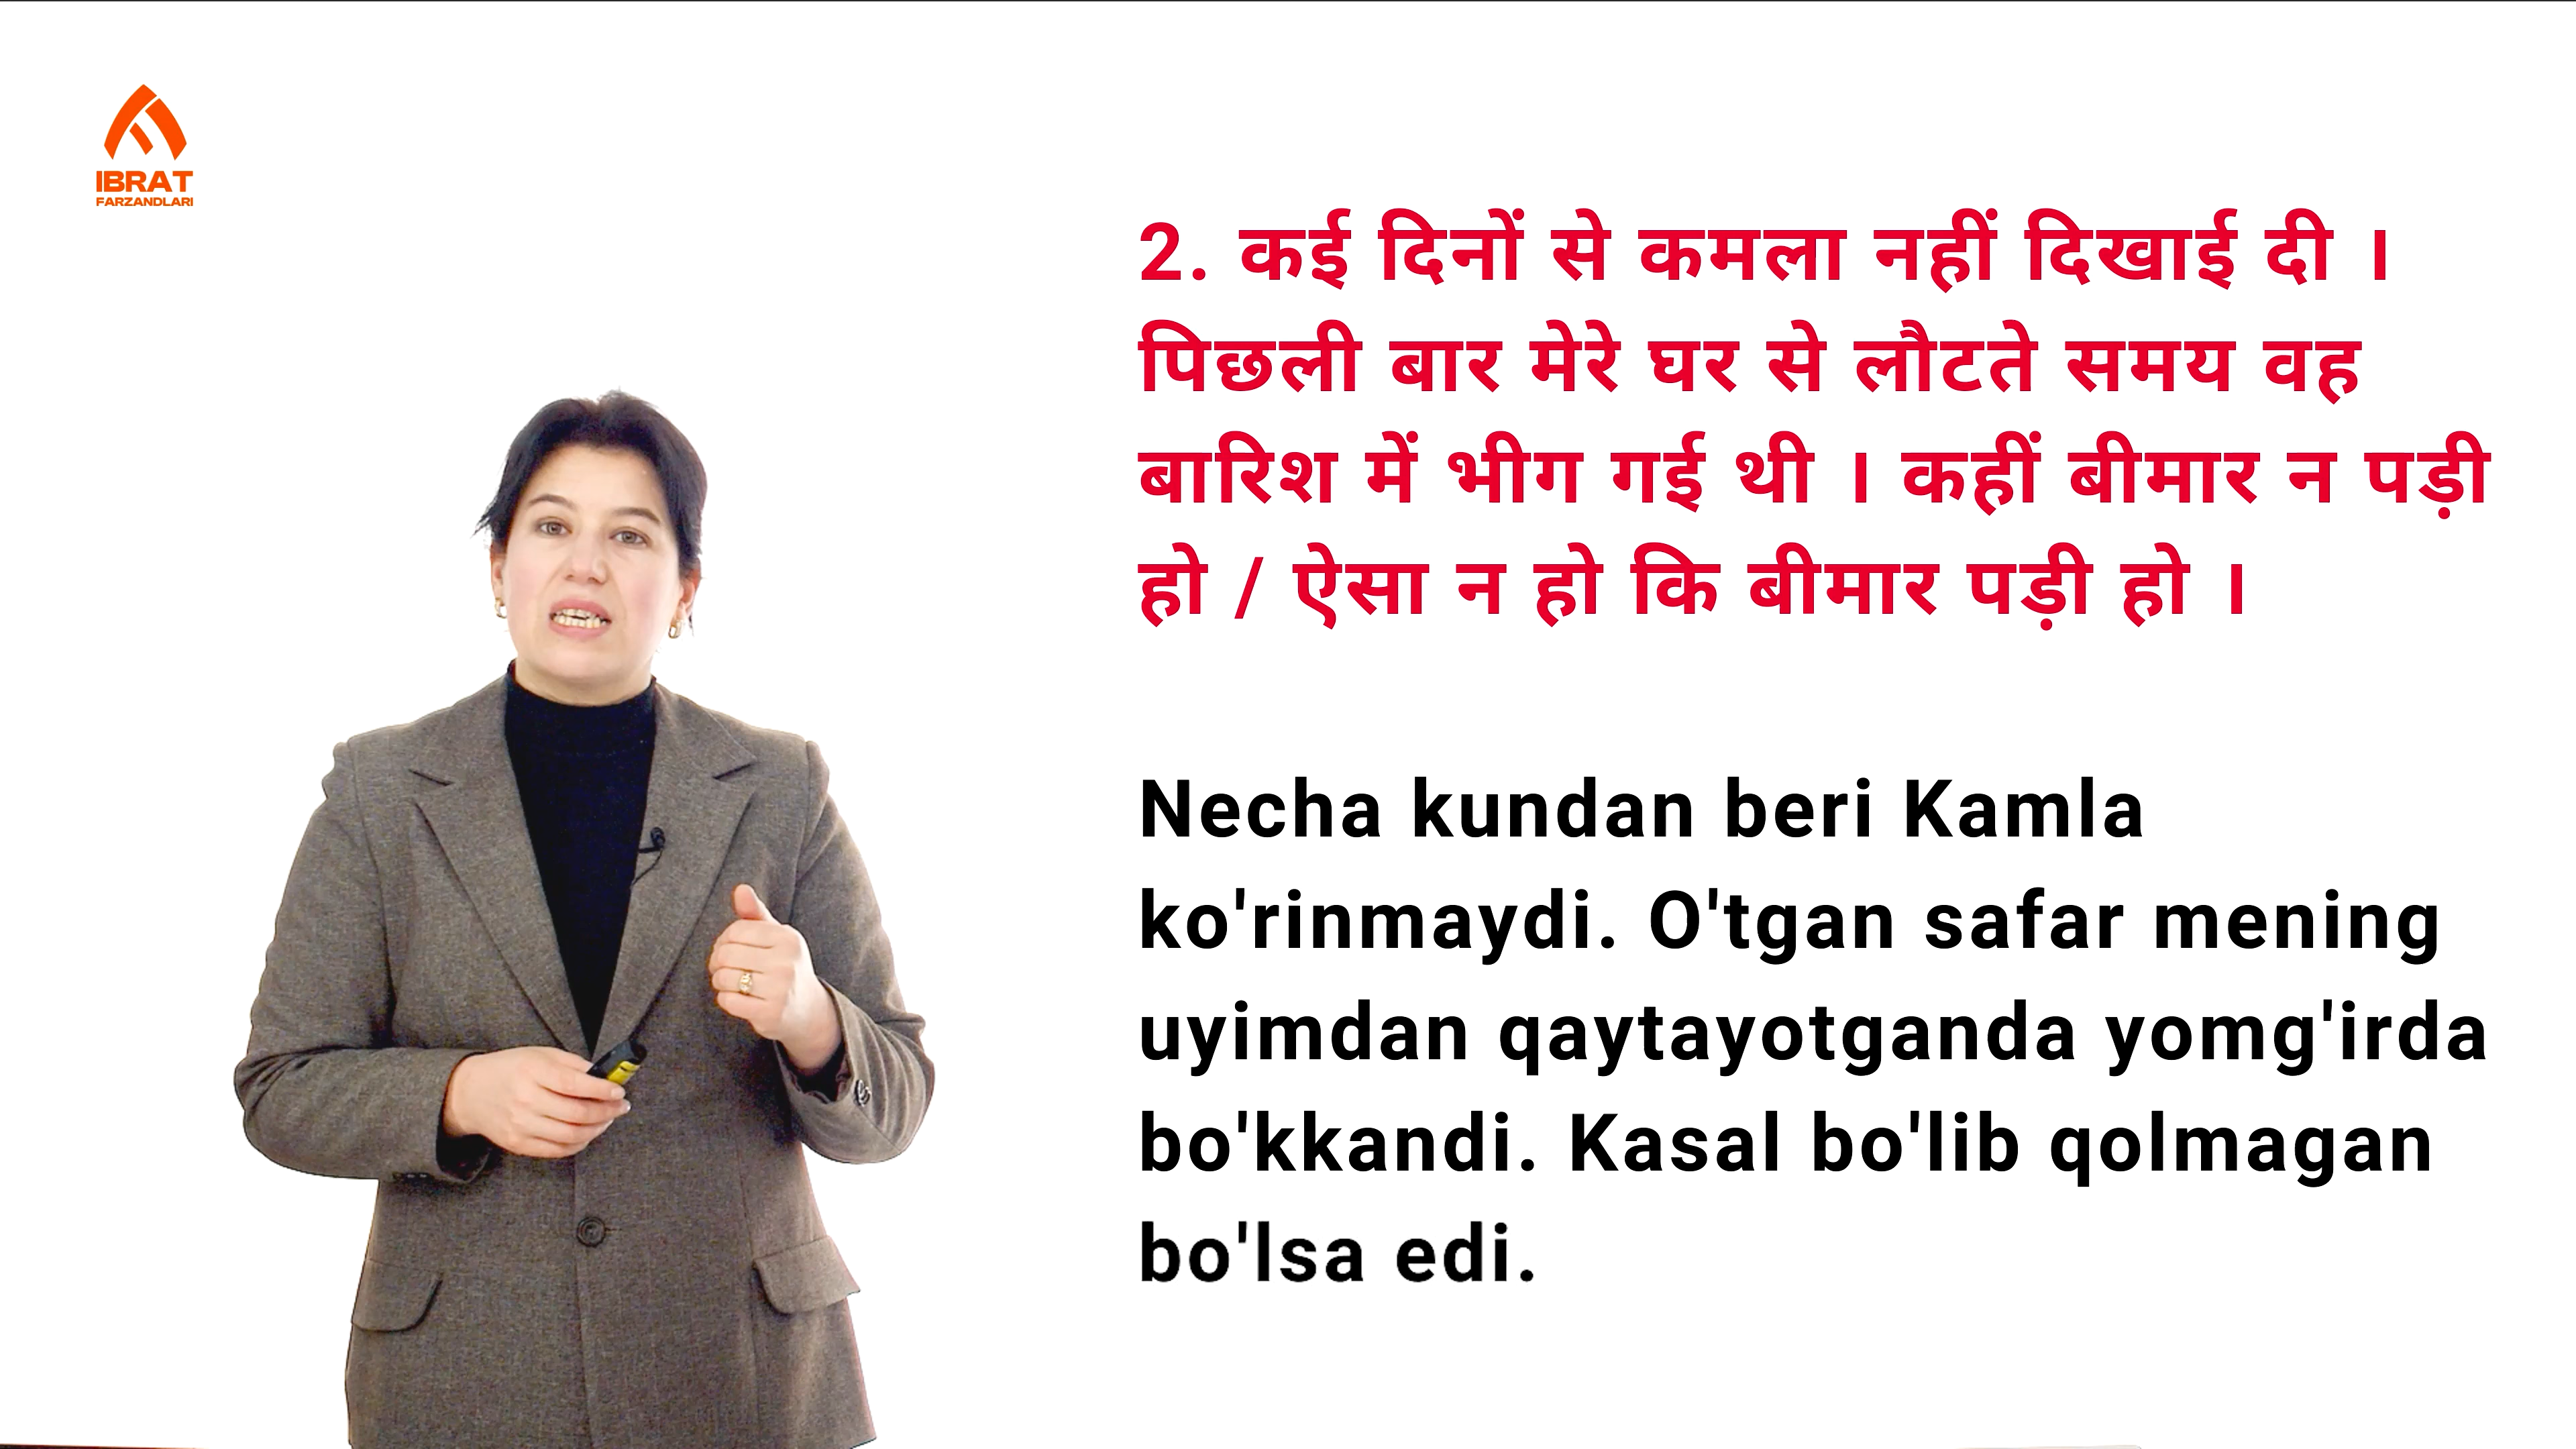 IBRAT
FARZANDLARI
2. कई दिनों से कमला नहीं दिखाई दी ।
पिछली बार मेरे घर से लौटते समय वह
बारिश में भीग गई थी । कहीं बीमार न पड़ी
हो / ऐसा न हो कि बीमार पड़ी हो ।
Necha kundan beri Kamla
ko'rinmaydi. O'tgan safar mening
uyimdan qaytayotganda yomg'irda
bo'kkandi. Kasal bo'lib qolmagan
bo'lsa edi.